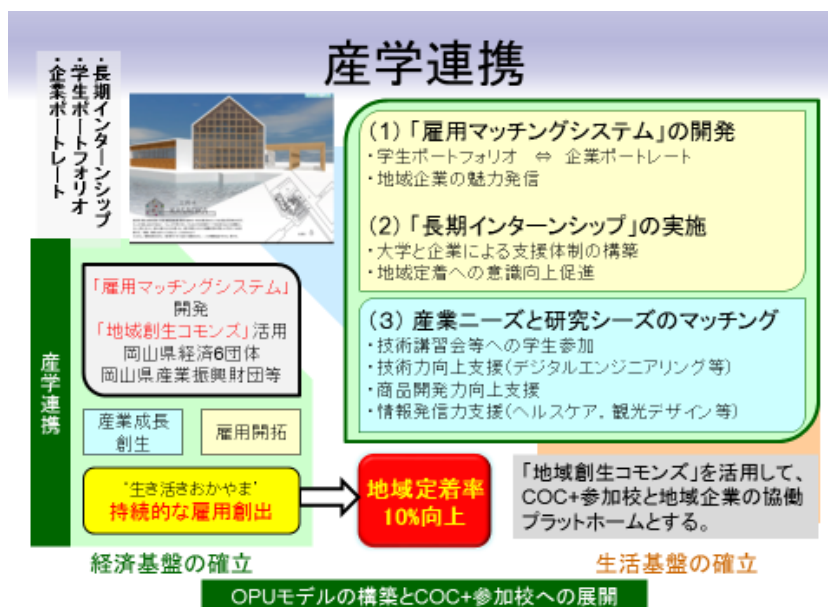 産学連携
・長期インターンシップ
・学生ポートフォリオ
・企業ポートレート
(1)「雇用マッチングシステム」の開発
・学生ポートフォリオ ⇔ 企業ポートレート
・地域企業の魅力発信
(2)「長期インターンシップ」の実施
・大学と企業による支援体制の構築
・地域定着への意識向上促進
(3) 産業ニーズと研究シーズのマッチング
・技術講習会等への学生参加
・技術力向上支援(デジタルエンジニアリング等)
・商品開発力向上支援
・情報発信力支援(ヘルスケア，観光デザイン等)
産学連携
「雇用マッチングシステム」
開発
「地域創生コモンズ」活用
岡山県経済6団体
岡山県産業振興財団等
産業成長
創生
雇用開拓
“生き活きおかやま’
持続的な雇用創出
地域定着率
10%向上
「地域創生コモンズ」を活用して、
COC+参加校と地域企業の協働
プラットホームとする。
経済基盤の確立
生活基盤の確立
OPUモデルの構築とCOC+参加校への展開